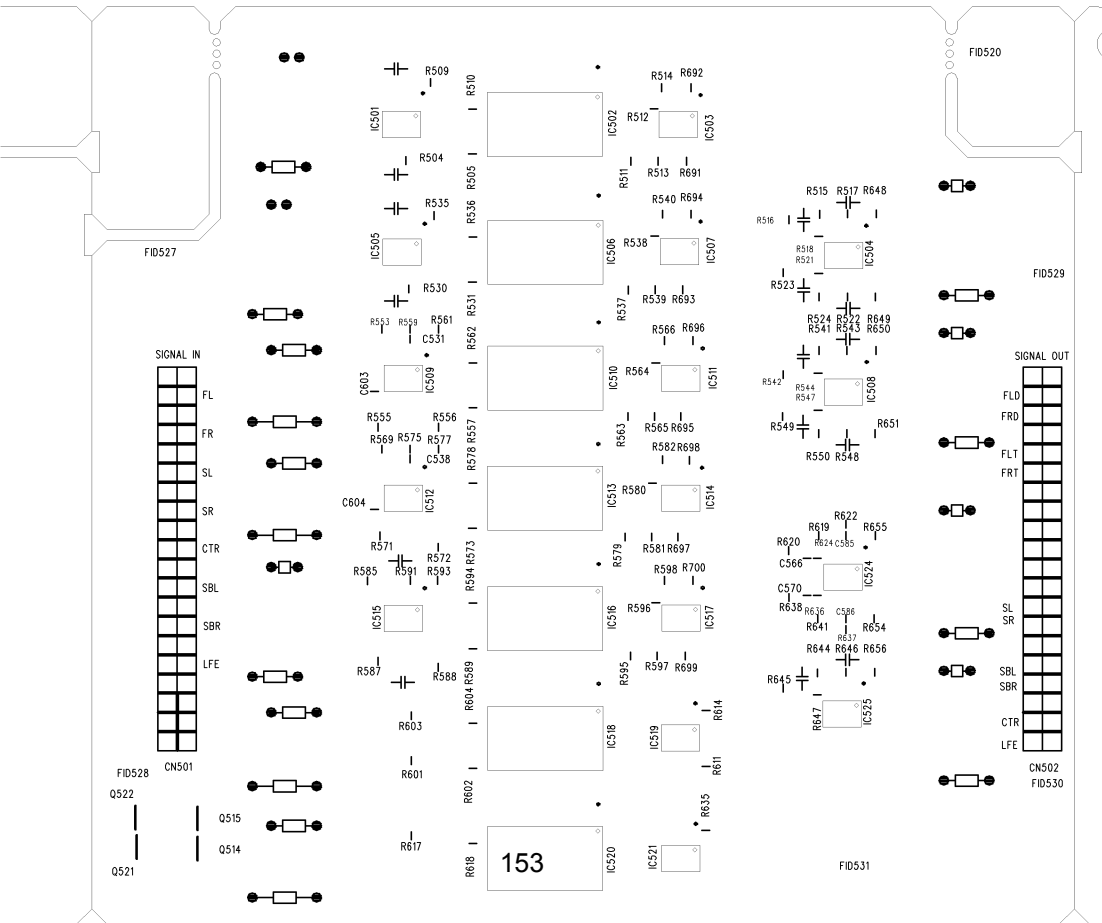 FID520
R509
R510
R514 R692
IC501
IC502
R512
IC503
R504
R505
R511
R513
R691
R535
R536
R540 R694
R515 R517 R648
R516
IC505
IC506
R538
IC507
R518
R521
IC504
FID527
FID529
R523
R530
R531
R537
R539 R693
R524 R522 R649
R541 R543 R650
R553
R559
R561
C531
R562
R566 R696
SIGNAL IN
SIGNAL OUT
C603
IC509
IC510
R564
IC511
R542
R544
R547
IC508
FL
FLD
FRD
R555
R556
R557
R563
R565 R695
R549
R651
FR
R569
R575
R577
C538
R578
R582 R698
R550 R548
FLT
FRT
SL
C604
IC512
IC513
R580
IC514
SR
R622
R619
R655
CTR
R571
R572
R573
R579
R581 R697
R620
R624 C585
C566
IC524
R585
R591
R593
R594
R598 R700
SBL
C570
R638
IC515
IC516
R596
IC517
R636
C586
SL
SR
SBR
R641
R654
R637
R644 R646 R656
LFE
R587
R588
R589
R595
R597
R699
SBL
R645
SBR
R604
R603
R614
R647
IC525
IC518
IC519
CTR
LFE
CN501
FID528
R601
R602
R611
CN502
FID530
Q522
Q515
R635
Q514
R617
R618
153
IC520
IC521
Q521
FID531